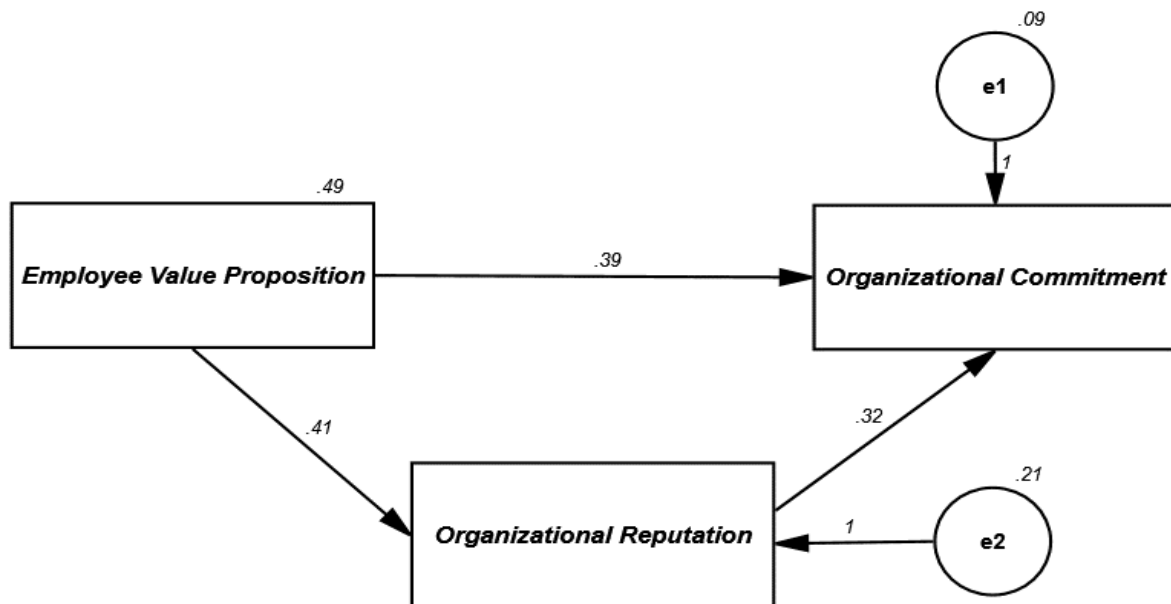 .09
e1
1
.49
Employee Value Proposition
.39
Organizational Commitment
.41
.32
.21
Organizational Reputation
1
e2